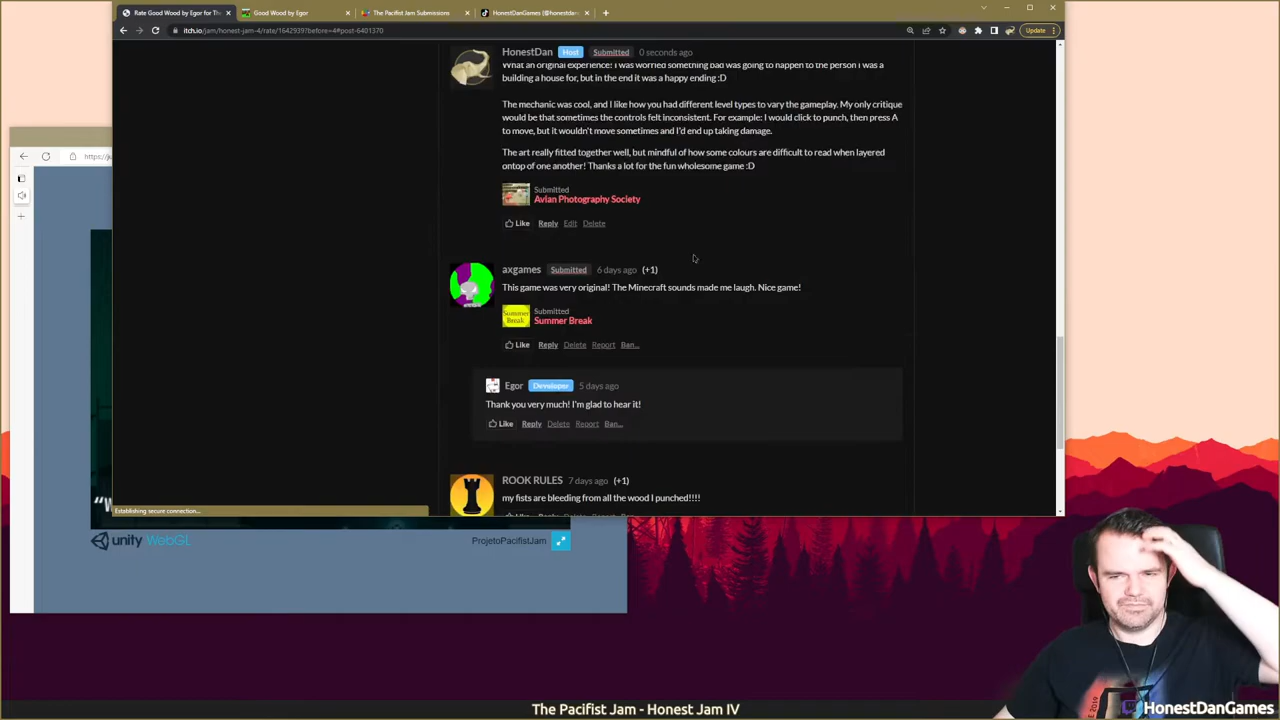 Rate Good Wood by Egor for Th
Good Wood by Egor
The Pacifist Jam Submissions
HonestDanGames (@honestdan
itch.io/jam/honest-jam-4/rate/1642939?before=4#post-6401370
Update
https://ju
HonestDan Host Submitted 0 seconds ago
What an original experience! I was worried something bad was going to happen to the person I was a
building a house for, but in the end it was a happy ending :D
The mechanic was cool, and I like how you had different level types to vary the gameplay. My only critique
would be that sometimes the controls felt inconsistent. For example: I would click to punch, then press A
to move, but it wouldn't move sometimes and I'd end up taking damage.
The art really fitted together well, but mindful of how some colours are difficult to read when layered
ontop of one another! Thanks a lot for the fun wholesome game :D
Submitted
Avian Photography Society
Like Reply Edit Delete
axgames Submitted 6 days ago (+1)
This game was very original! The Minecraft sounds made me laugh. Nice game!
Summer Break
Submitted
Summer Break
Like Reply Delete Report Ban...
Egor Developer 5 days ago
Thank you very much! I'm glad to hear it!
Like Reply Delete Report Ban...
ROOK RULES 7 days ago (+1)
my fists are bleeding from all the wood I punched!!!!
Establishing secure connection...
"W
unity WebGL
ProjetoPacifistJam
The Pacifist Jam - Honest Jam IV
HonestDanGames